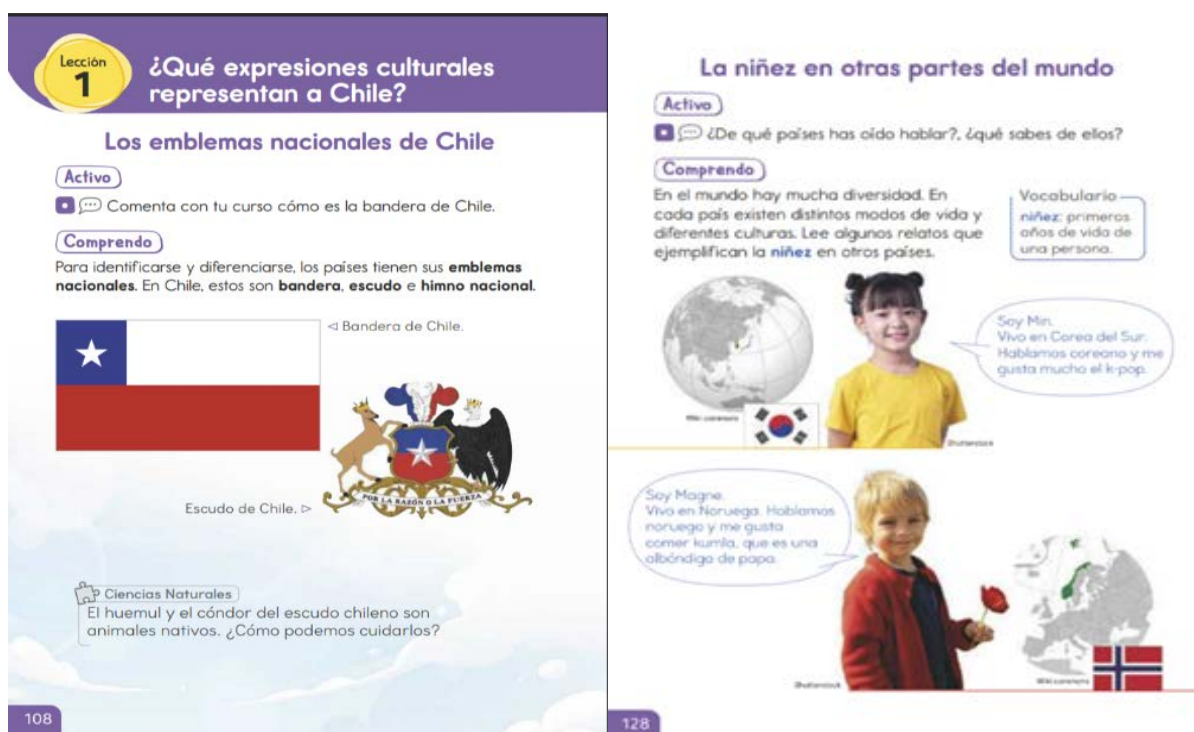 Lección
1
¿Qué expresiones culturales
representan a Chile?
Los emblemas nacionales de Chile
Activo
Comenta con tu curso cómo es la bandera de Chile.
Comprendo
Para identificarse y diferenciarse, los países tienen sus emblemas
nacionales. En Chile, estos son bandera, escudo e himno nacional.
◁ Bandera de Chile.
POR LA RAZÓN O LA FUERZA
Escudo de Chile. ▷
Ciencias Naturales
El huemul y el cóndor del escudo chileno son
animales nativos. ¿Cómo podemos cuidarlos?
108
La niñez en otras partes del mundo
Activo
¿De qué países has oído hablar?, ¿qué sabes de ellos?
Comprendo
En el mundo hay mucha diversidad. En
cada país existen distintos modos de vida y
diferentes culturas. Lee algunos relatos que
ejemplifican la niñez en otros países.
Vocabulario
niñez: primeros
años de vida de
una persona.
Soy Min.
Vivo en Corea del Sur.
Hablamos coreano y me
gusta mucho el k-pop.
Wiki commons
Shutterstock
Soy Magne.
Vivo en Noruega. Hablamos
noruego y me gusta
comer kumla, que es una
albóndiga de papa.
Shutterstock
Wiki commons
128